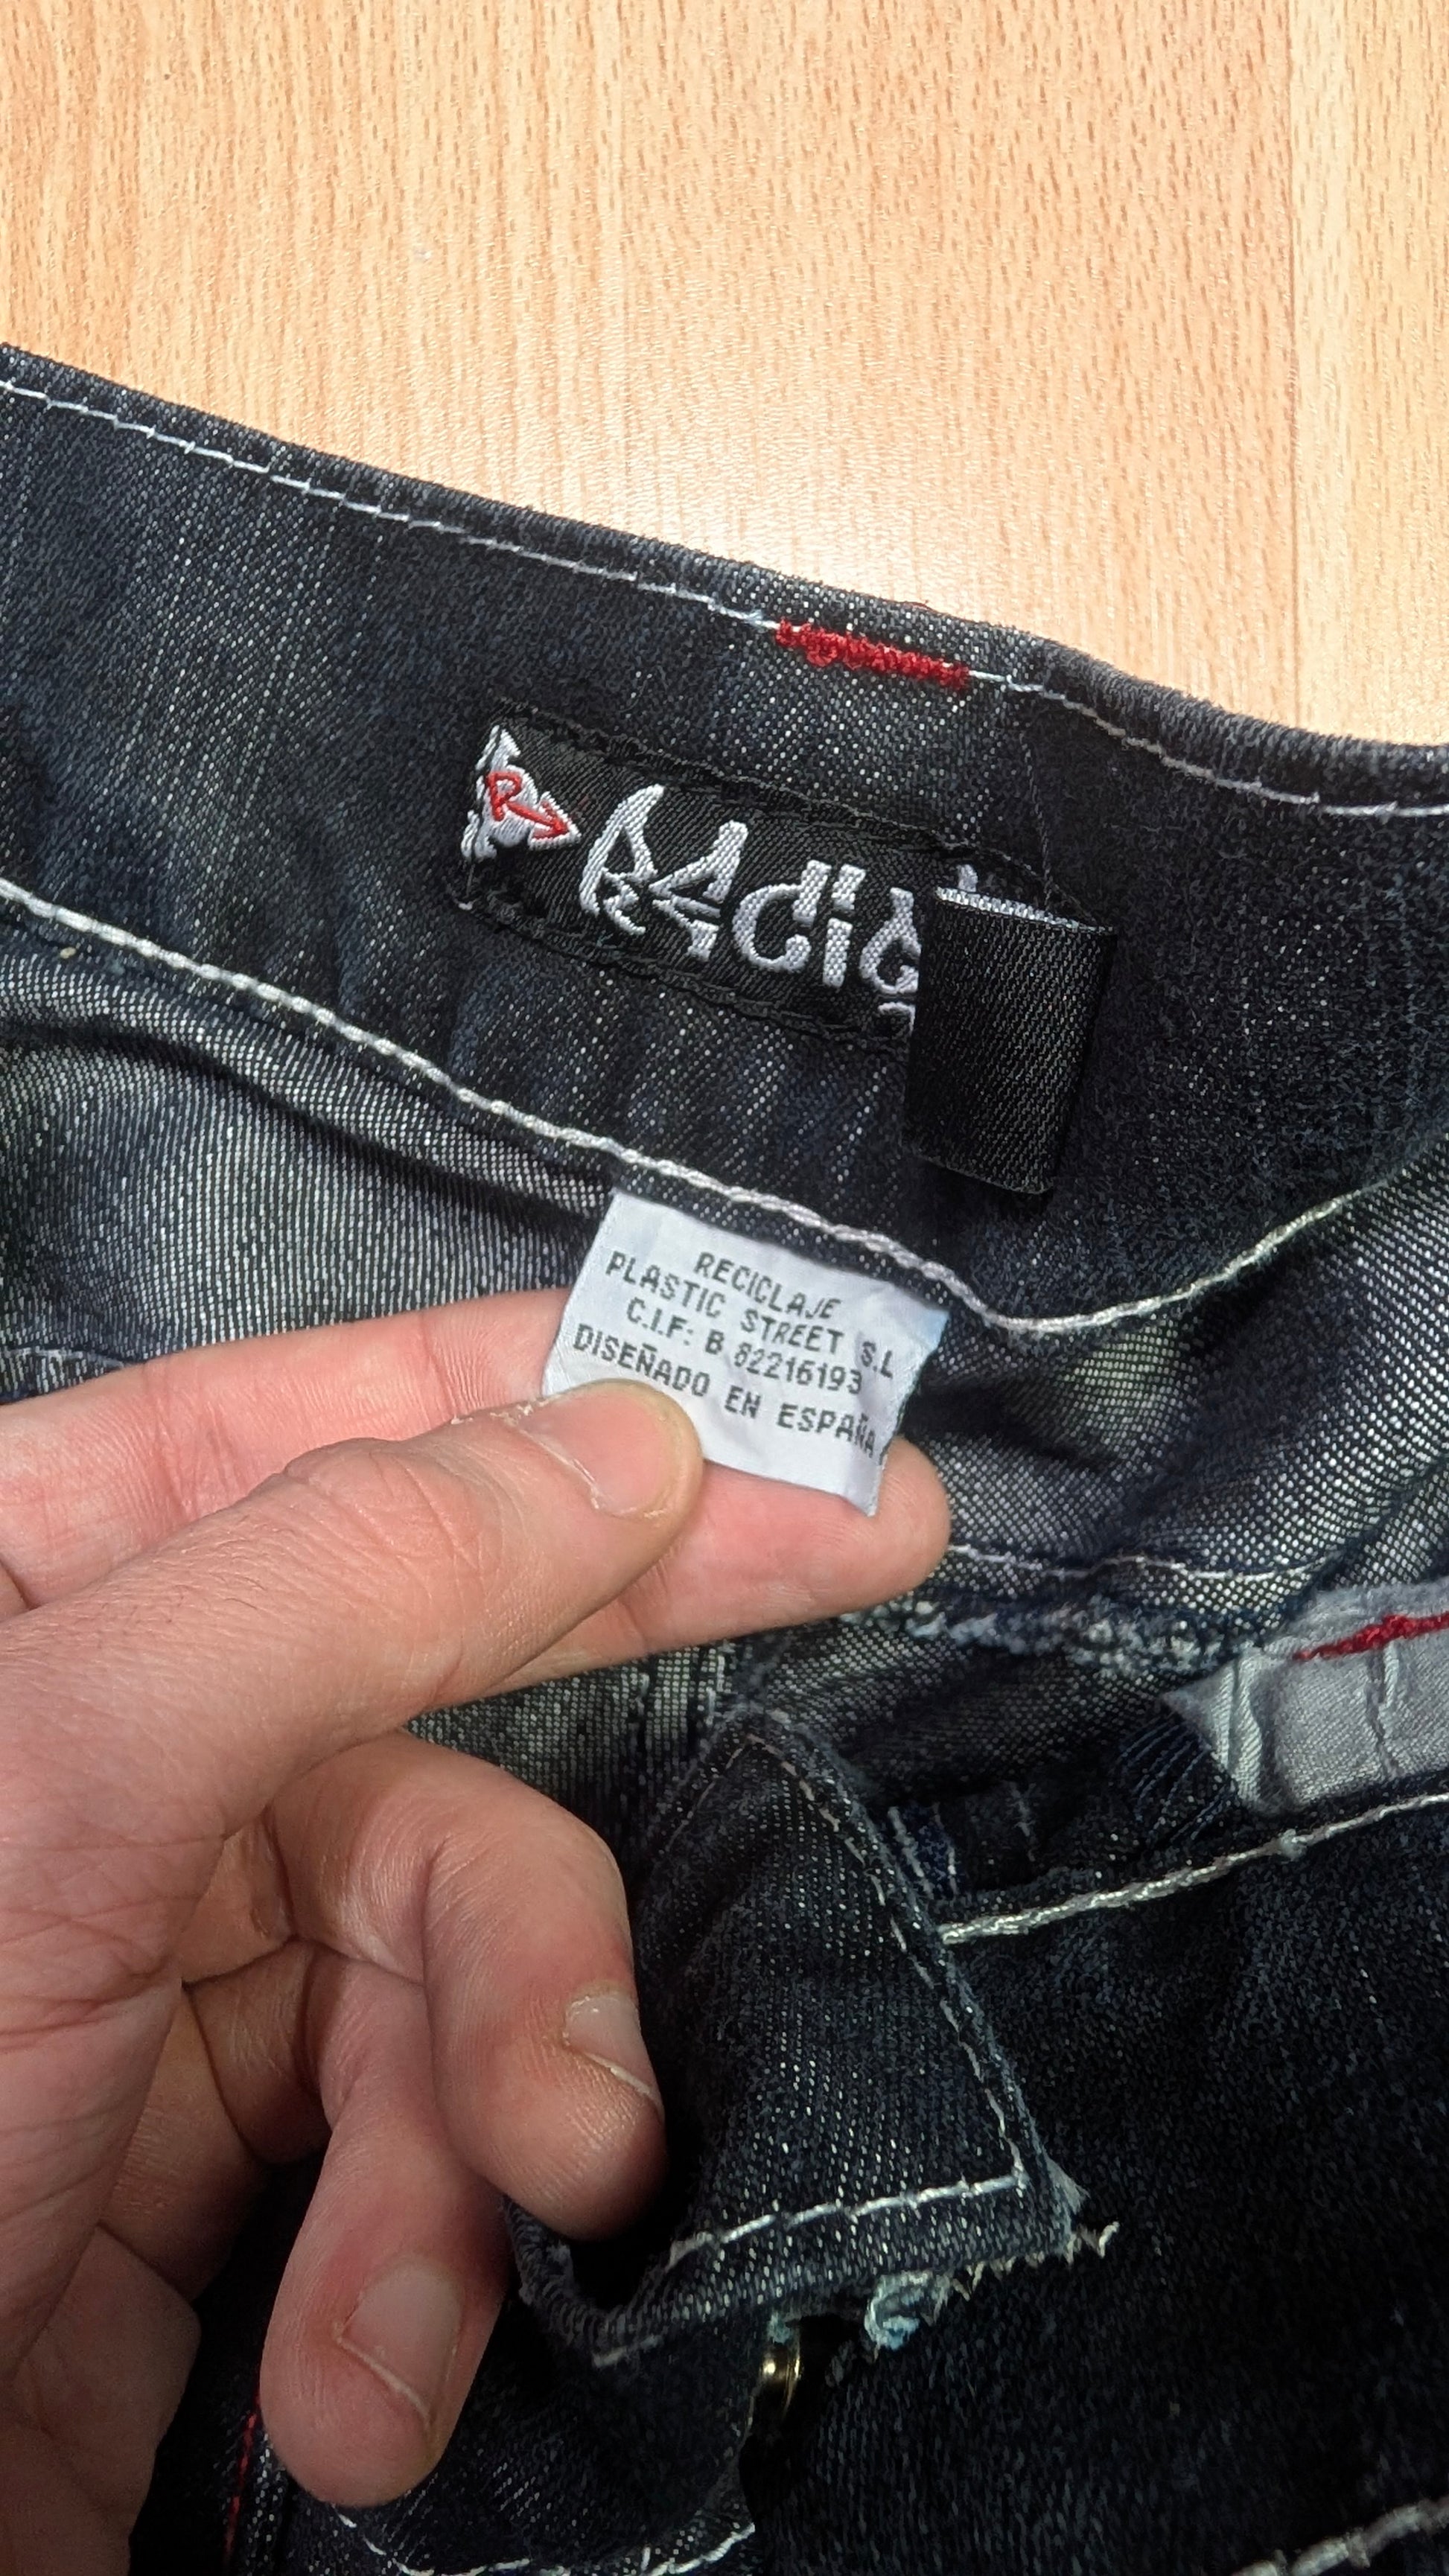 R
RECICLAJE
PLASTIC STREET S.L
C.I.F: B 82216193
DISEÑADO EN ESPAÑA